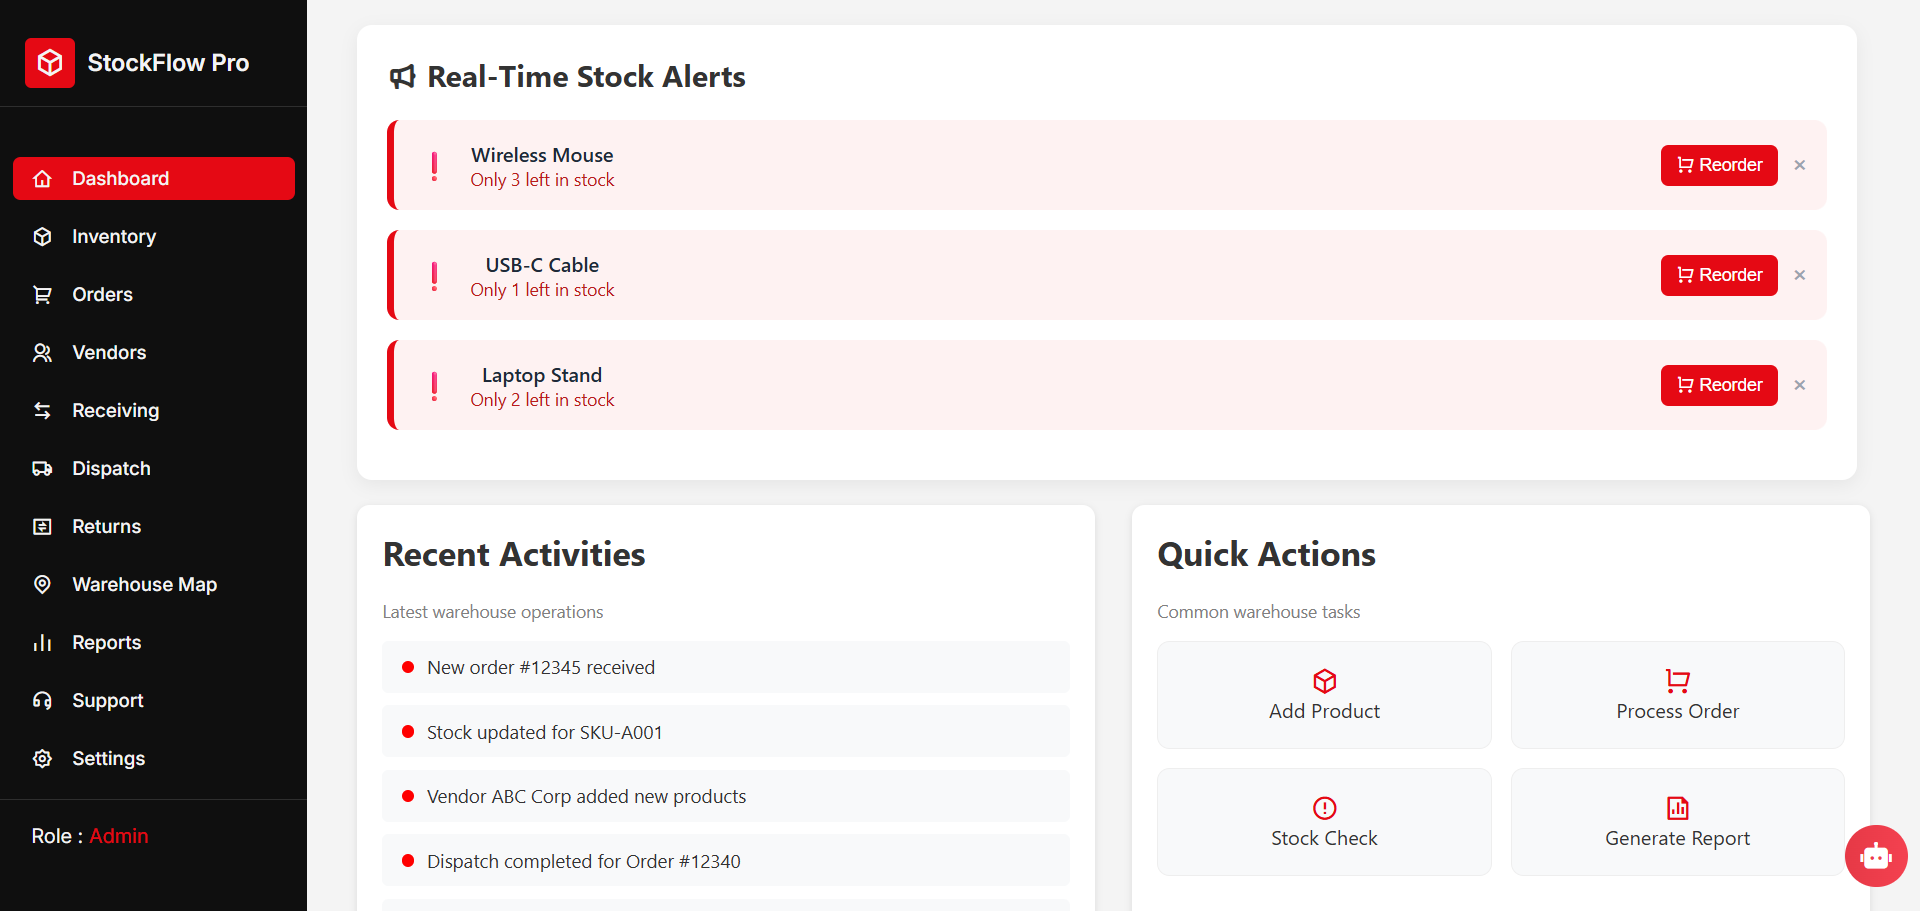 StockFlow Pro
Dashboard
Inventory
Orders
Vendors
Receiving
Dispatch
Returns
Warehouse Map
Reports
Support
Settings
Role : Admin
Real-Time Stock Alerts
Wireless Mouse
Only 3 left in stock
Reorder ×
USB-C Cable
Only 1 left in stock
Reorder ×
Laptop Stand
Only 2 left in stock
Reorder ×
Recent Activities
Latest warehouse operations
New order #12345 received
Stock updated for SKU-A001
Vendor ABC Corp added new products
Dispatch completed for Order #12340
Quick Actions
Common warehouse tasks
Add Product
Process Order
Stock Check
Generate Report